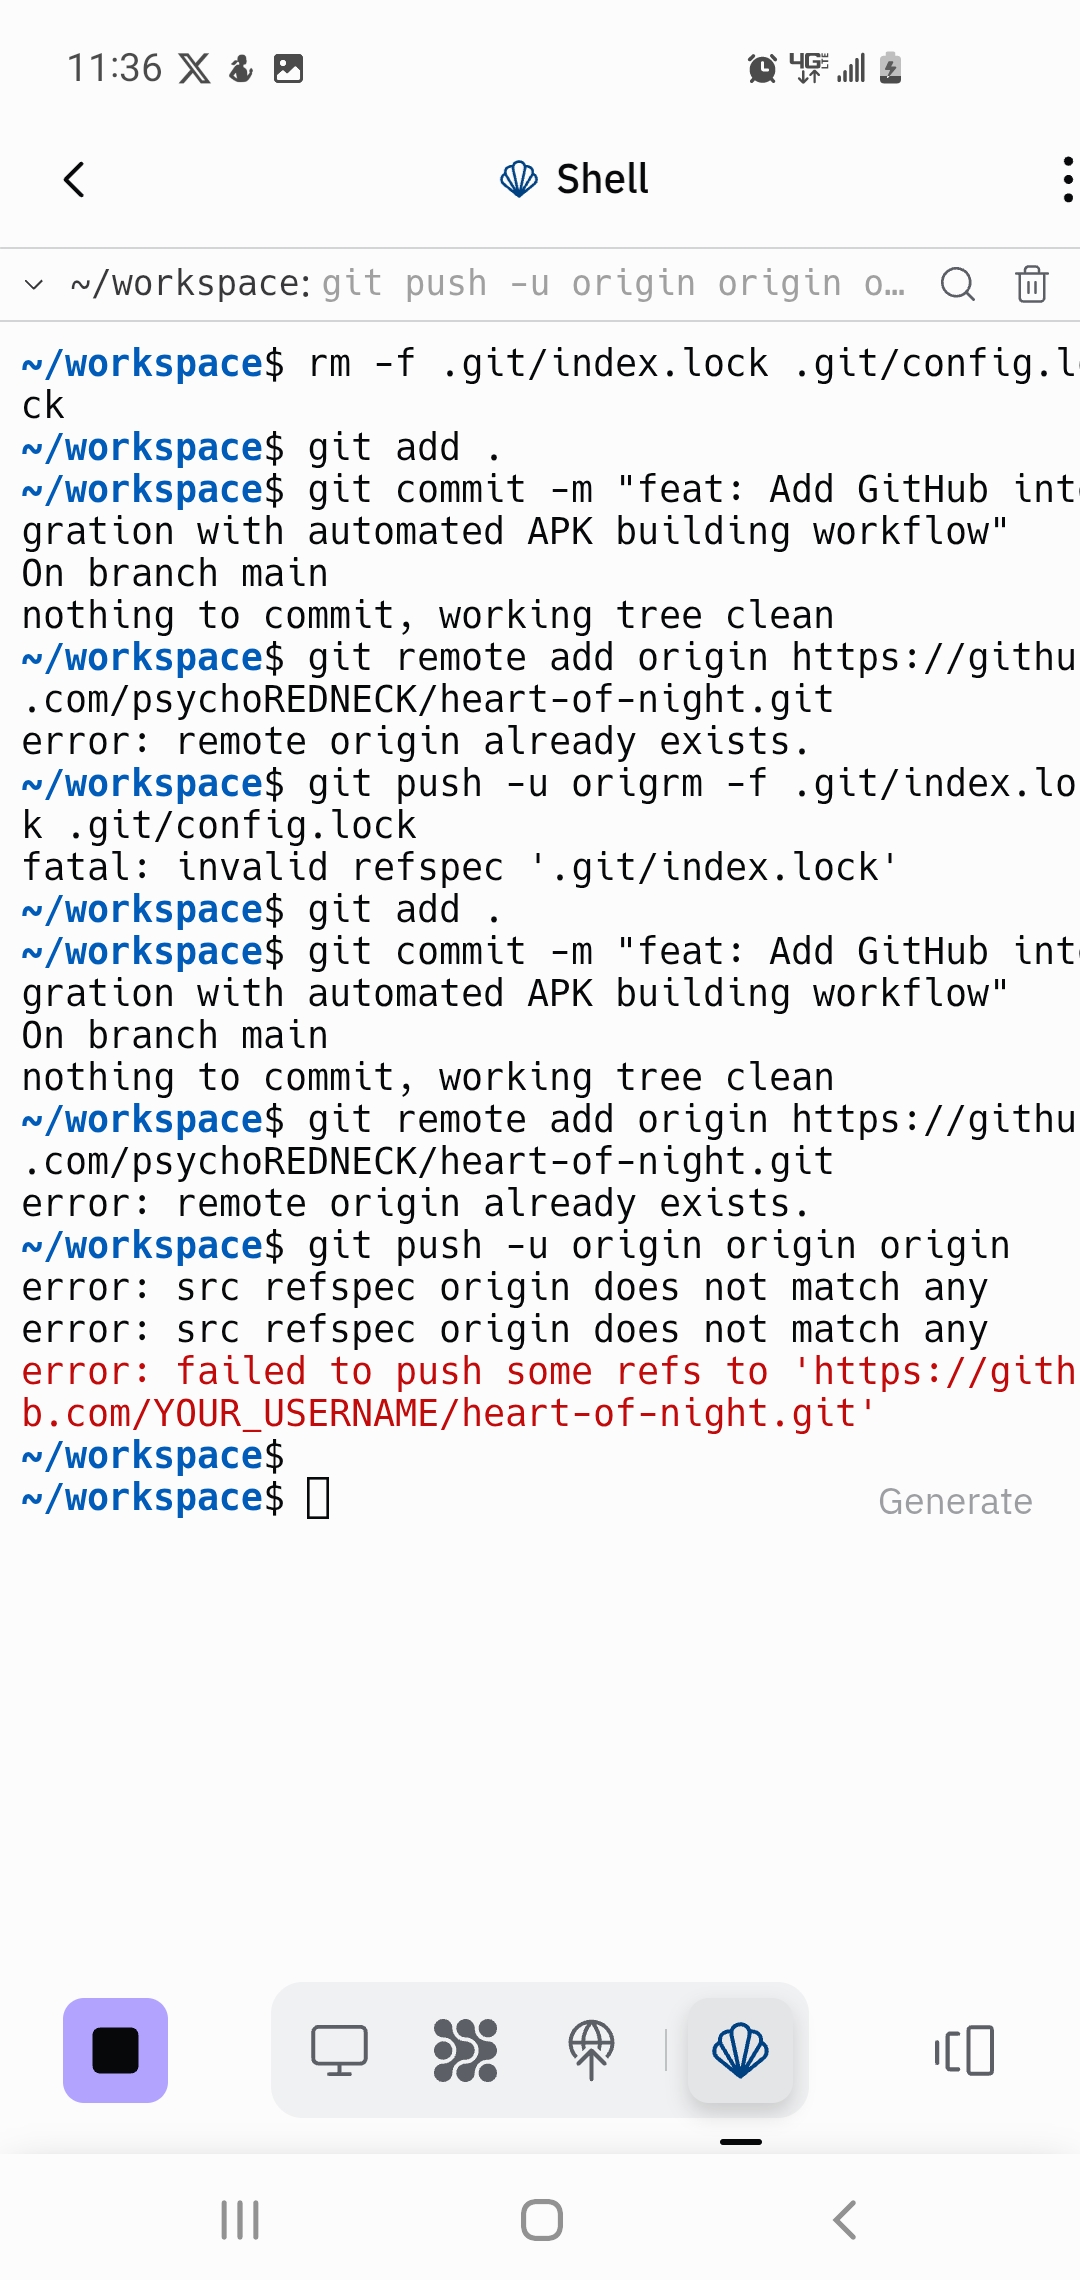 11:36
4G LTE
Shell
~/workspace: git push -u origin origin o…
~/workspace$ rm -f .git/index.lock .git/config.lo
ck
~/workspace$ git add .
~/workspace$ git commit -m "feat: Add GitHub inte
gration with automated APK building workflow"
On branch main
nothing to commit, working tree clean
~/workspace$ git remote add origin https://githu
.com/psychoREDNECK/heart-of-night.git
error: remote origin already exists.
~/workspace$ git push -u origrm -f .git/index.lo
k .git/config.lock
fatal: invalid refspec '.git/index.lock'
~/workspace$ git add .
~/workspace$ git commit -m "feat: Add GitHub inte
gration with automated APK building workflow"
On branch main
nothing to commit, working tree clean
~/workspace$ git remote add origin https://githu
.com/psychoREDNECK/heart-of-night.git
error: remote origin already exists.
~/workspace$ git push -u origin origin origin
error: src refspec origin does not match any
error: src refspec origin does not match any
error: failed to push some refs to 'https://gith
b.com/YOUR_USERNAME/heart-of-night.git'
~/workspace$
~/workspace$
Generate